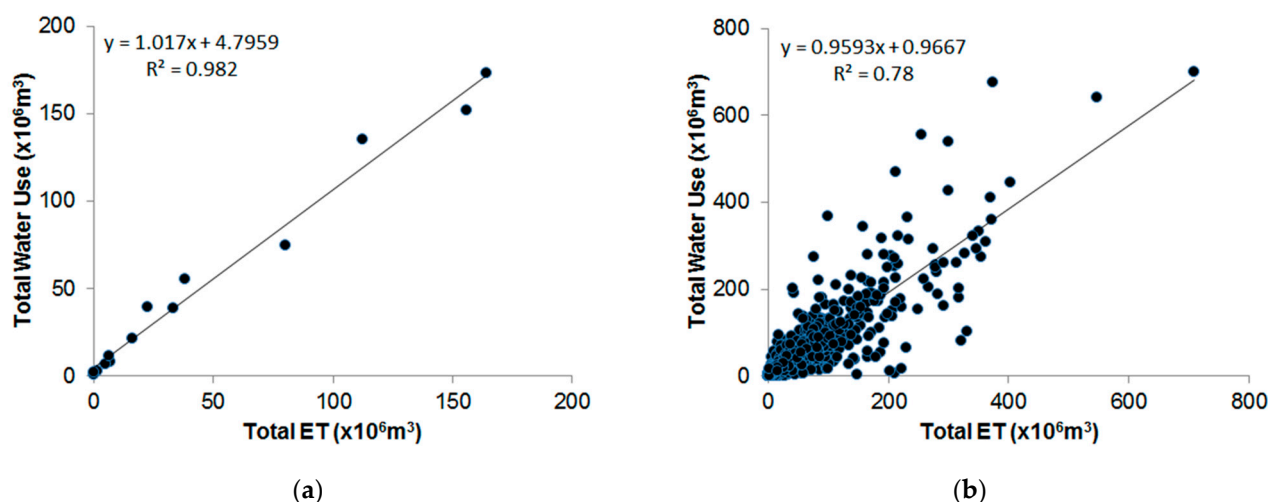 200
150
100
50
0
0
50
100
150
200
y = 1.017x + 4.7959
R² = 0.982
Total Water Use (x10⁶m³)
Total ET (x10⁶m³)
(a)
800
600
400
200
0
0
200
400
600
800
y = 0.9593x + 0.9667
R² = 0.78
Total Water Use (x10⁶m³)
Total ET (x10⁶m³)
(b)